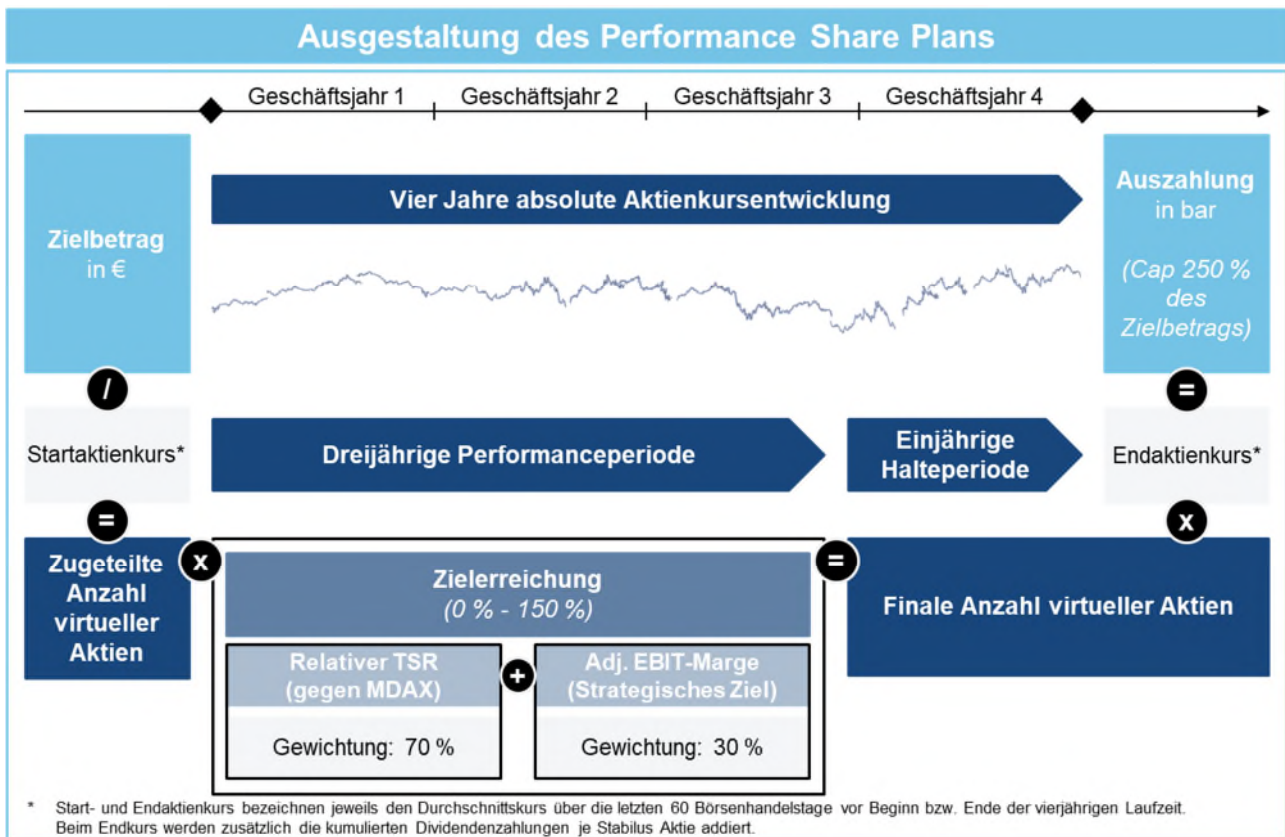 Ausgestaltung des Performance Share Plans
Geschäftsjahr 1
Geschäftsjahr 2
Geschäftsjahr 3
Geschäftsjahr 4
Zielbetrag
in €
Vier Jahre absolute Aktienkursentwicklung
Auszahlung
in bar
(Cap 250 %
des
Zielbetrags)
/
=
Startaktienkurs*
Dreijährige Performanceperiode
Einjährige
Halteperiode
Endaktienkurs*
=
x
Zugeteilte
Anzahl
virtueller
Aktien
x
Zielerreichung
(0 % - 150 %)
=
Finale Anzahl virtueller Aktien
Relativer TSR
(gegen MDAX)
+
Adj. EBIT-Marge
(Strategisches Ziel)
Gewichtung: 70 %
Gewichtung: 30 %
* Start- und Endaktienkurs bezeichnen jeweils den Durchschnittskurs über die letzten 60 Börsenhandelstage vor Beginn bzw. Ende der vierjährigen Laufzeit.
Beim Endkurs werden zusätzlich die kumulierten Dividendenzahlungen je Stabilus Aktie addiert.